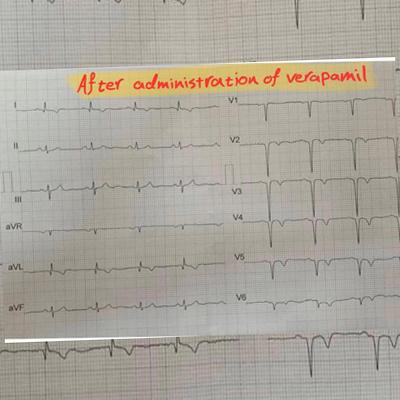 After administration of verapamil
I
II
III
aVR
aVL
aVF
V1
V2
V3
V4
V5
V6